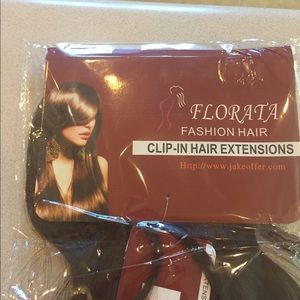 FLORATA
FASHION HAIR
CLIP-IN HAIR EXTENSIONS
Http://www.jakeoffer.com